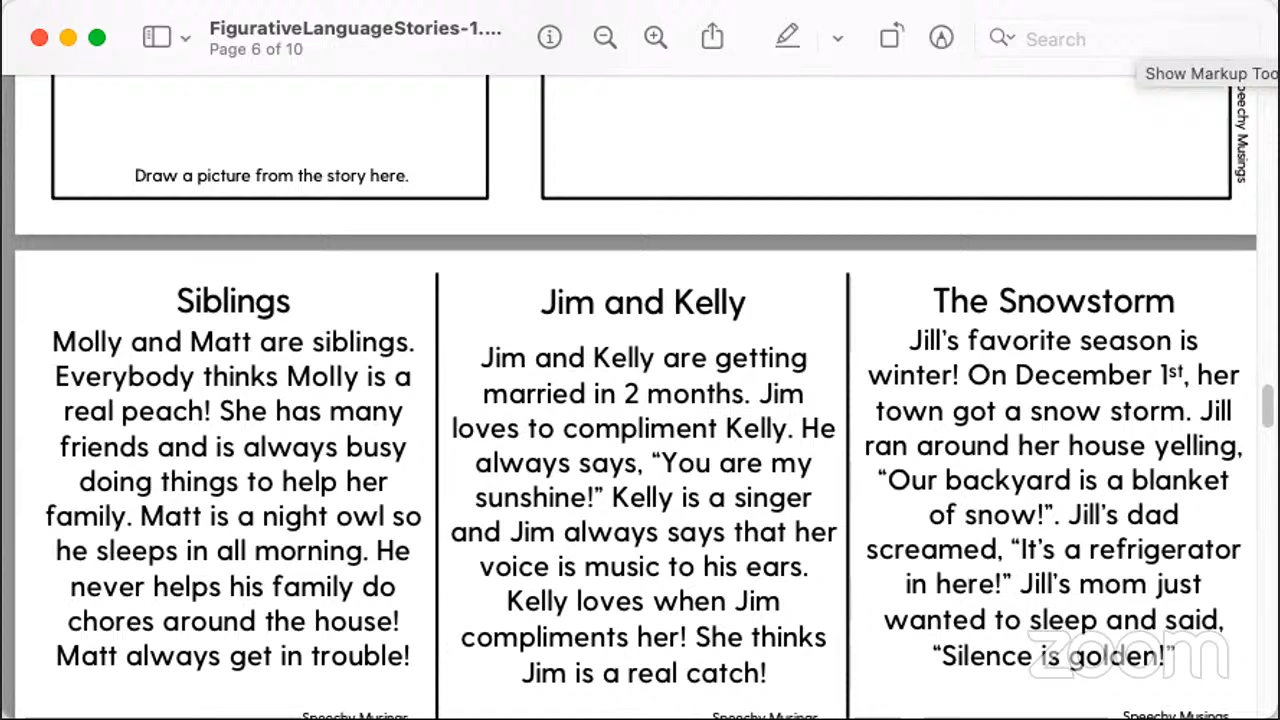 FigurativeLanguageStories-1....
Page 6 of 10
Search
Show Markup Too
Speechy Musings
Draw a picture from the story here.
Siblings
Molly and Matt are siblings.
Everybody thinks Molly is a
real peach! She has many
friends and is always busy
doing things to help her
family. Matt is a night owl so
he sleeps in all morning. He
never helps his family do
chores around the house!
Matt always get in trouble!
Speechy Musings
Jim and Kelly
Jim and Kelly are getting
married in 2 months. Jim
loves to compliment Kelly. He
always says, “You are my
sunshine!” Kelly is a singer
and Jim always says that her
voice is music to his ears.
Kelly loves when Jim
compliments her! She thinks
Jim is a real catch!
Speechy Musings
The Snowstorm
Jill’s favorite season is
winter! On December 1st, her
town got a snow storm. Jill
ran around her house yelling,
“Our backyard is a blanket
of snow!”. Jill’s dad
screamed, “It’s a refrigerator
in here!” Jill’s mom just
wanted to sleep and said,
“Silence is golden!”
Speechy Musings
zoom